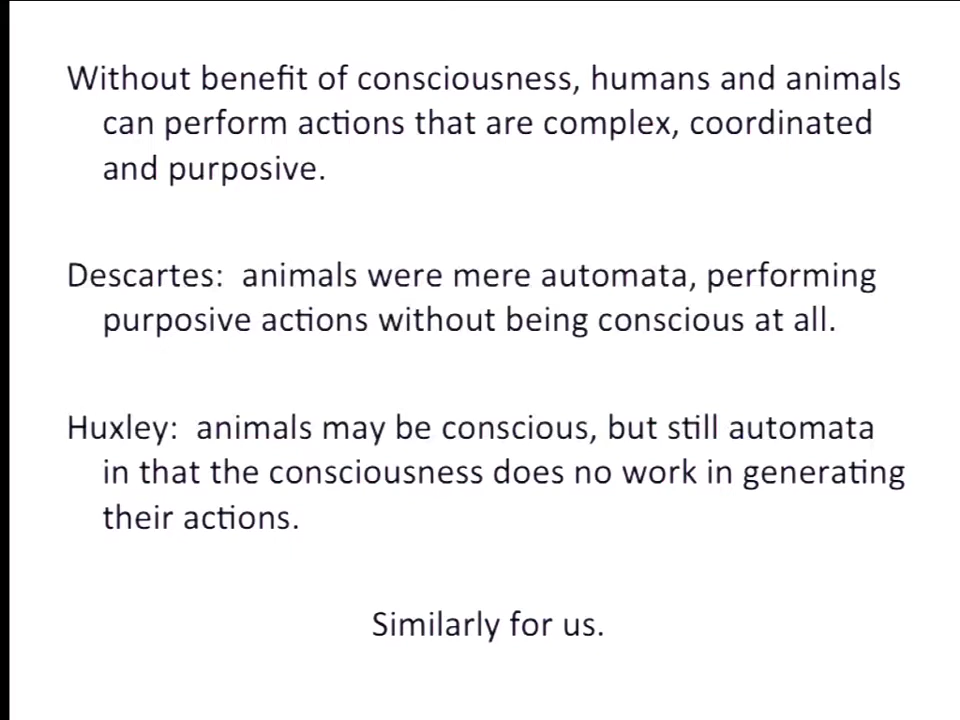 Without benefit of consciousness, humans and animals
can perform actions that are complex, coordinated
and purposive.
Descartes:  animals were mere automata, performing
purposive actions without being conscious at all.
Huxley:  animals may be conscious, but still automata
in that the consciousness does no work in generating
their actions.
Similarly for us.